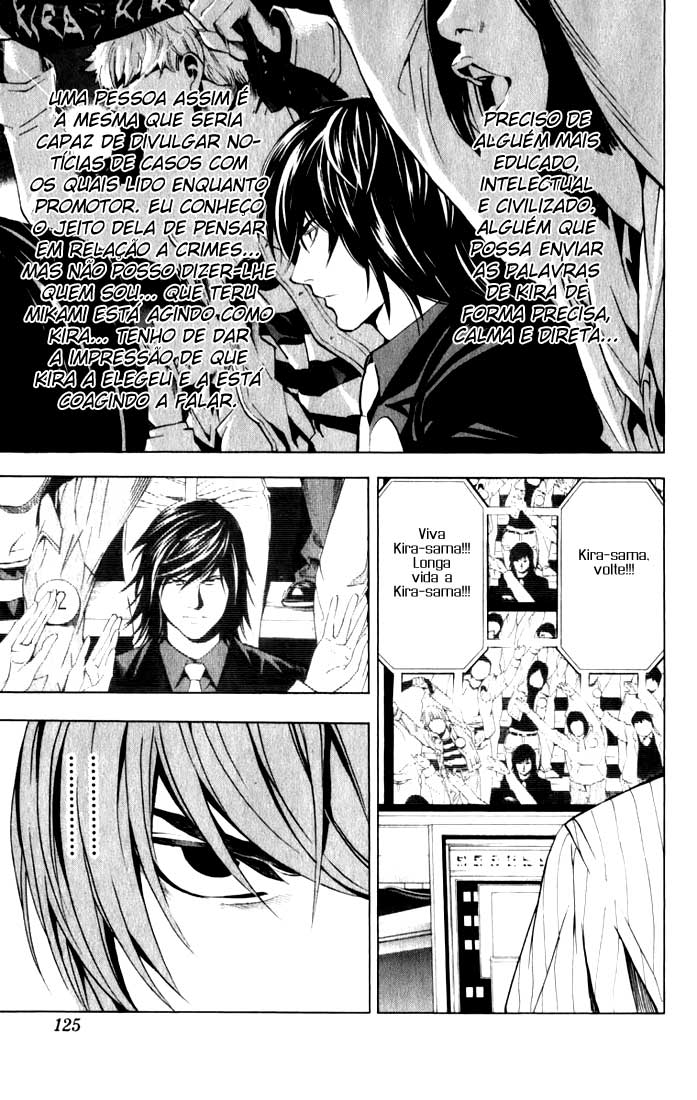 KIRA
KIR
PRECISO DE
ALGUÉM MAIS
EDUCADO,
INTELECTUAL
E CIVILIZADO.
ALGUÉM QUE
POSSA ENVIAR
AS PALAVRAS
DE KIRA DE
FORMA PRECISA,
CALMA E DIRETA...
UMA PESSOA ASSIM É
A MESMA QUE SERIA
CAPAZ DE DIVULGAR NO-
TÍCIAS DE CASOS COM
OS QUAIS LIDO ENQUANTO
PROMOTOR. EU CONHEÇO
O JEITO DELA DE PENSAR
EM RELAÇÃO A CRIMES...
MAS NÃO POSSO DIZER-LHE
QUEM SOU... QUE TERU
MIKAMI ESTÁ AGINDO COMO
KIRA... TENHO DE DAR
A IMPRESSÃO DE QUE
KIRA A ELEGEU E A ESTÁ
COAGINDO A FALAR.
Kira-sama,
volte!!!
Viva
Kira-sama!!!
Longa
vida a
Kira-sama!!!
12
125